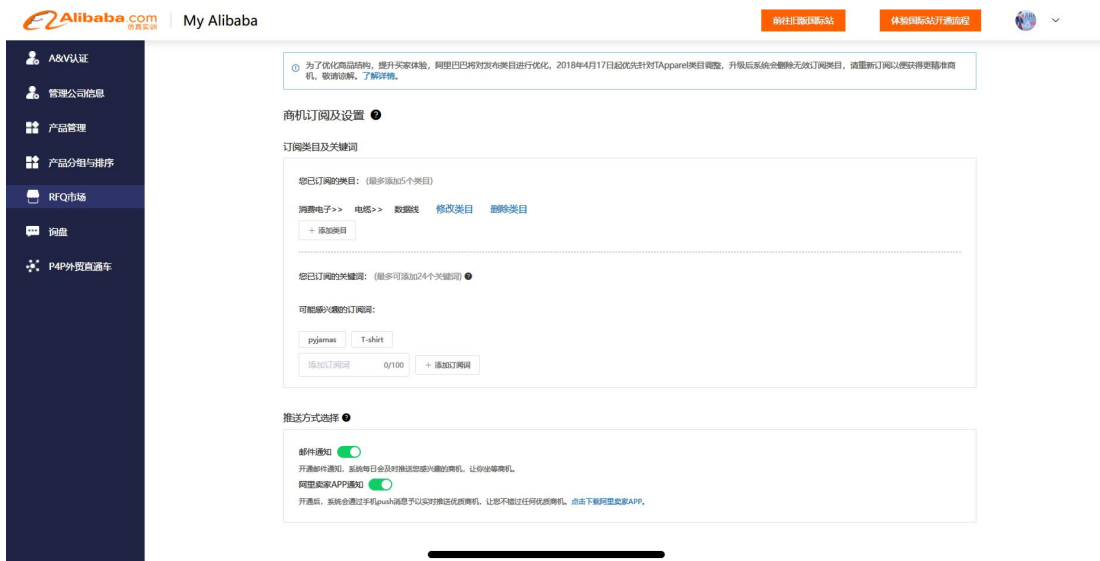 Alibaba.com
仿真实训
My Alibaba
前往旧版国际站
体验国际站开通流程
A&V认证
管理公司信息
产品管理
产品分组与排序
RFQ市场
询盘
P4P外贸直通车
为了优化商品结构，提升买家体验，阿里巴巴将对发布类目进行优化，2018年4月17日起优先针对TApparel类目调整，升级后系统会删除无效订阅类目，请重新订阅以便获得更精准商
机，敬请谅解。了解详情。
商机订阅及设置
订阅类目及关键词
您已订阅的类目：(最多添加5个类目)
消费电子>> 电缆>> 数据线 修改类目 删除类目
+ 添加类目
您已订阅的关键词：(最多可添加24个关键词)
可能感兴趣的订阅词：
pyjamas T-shirt
添加订阅词 0/100 + 添加订阅词
推送方式选择
邮件通知
开通邮件通知，系统每日会及时推送您感兴趣的商机，让你坐等商机。
阿里卖家APP通知
开通后，系统会通过手机push消息予以实时推送优质商机，让您不错过任何优质商机。点击下载阿里卖家APP。